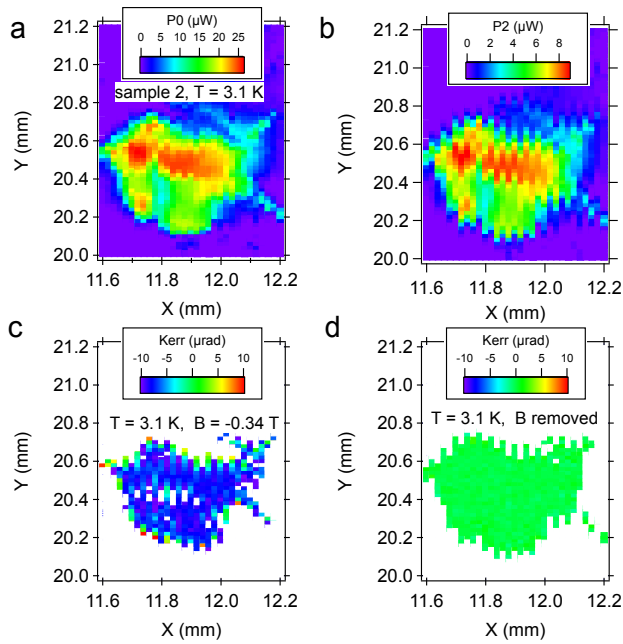 a
P0 (µW)
0 5 10 15 20 25
sample 2, T = 3.1 K
21.2
21.0
20.8
20.6
20.4
20.2
20.0
Y (mm)
11.6 11.8 12.0 12.2
X (mm)
b
P2 (µW)
0 2 4 6 8
21.2
21.0
20.8
20.6
20.4
20.2
20.0
Y (mm)
11.6 11.8 12.0 12.2
X (mm)
c
Kerr (µrad)
-10 -5 0 5 10
T = 3.1 K, B = -0.34 T
21.2
21.0
20.8
20.6
20.4
20.2
20.0
Y (mm)
11.6 11.8 12.0 12.2
X (mm)
d
Kerr (µrad)
-10 -5 0 5 10
T = 3.1 K, B removed
21.2
21.0
20.8
20.6
20.4
20.2
20.0
Y (mm)
11.6 11.8 12.0 12.2
X (mm)